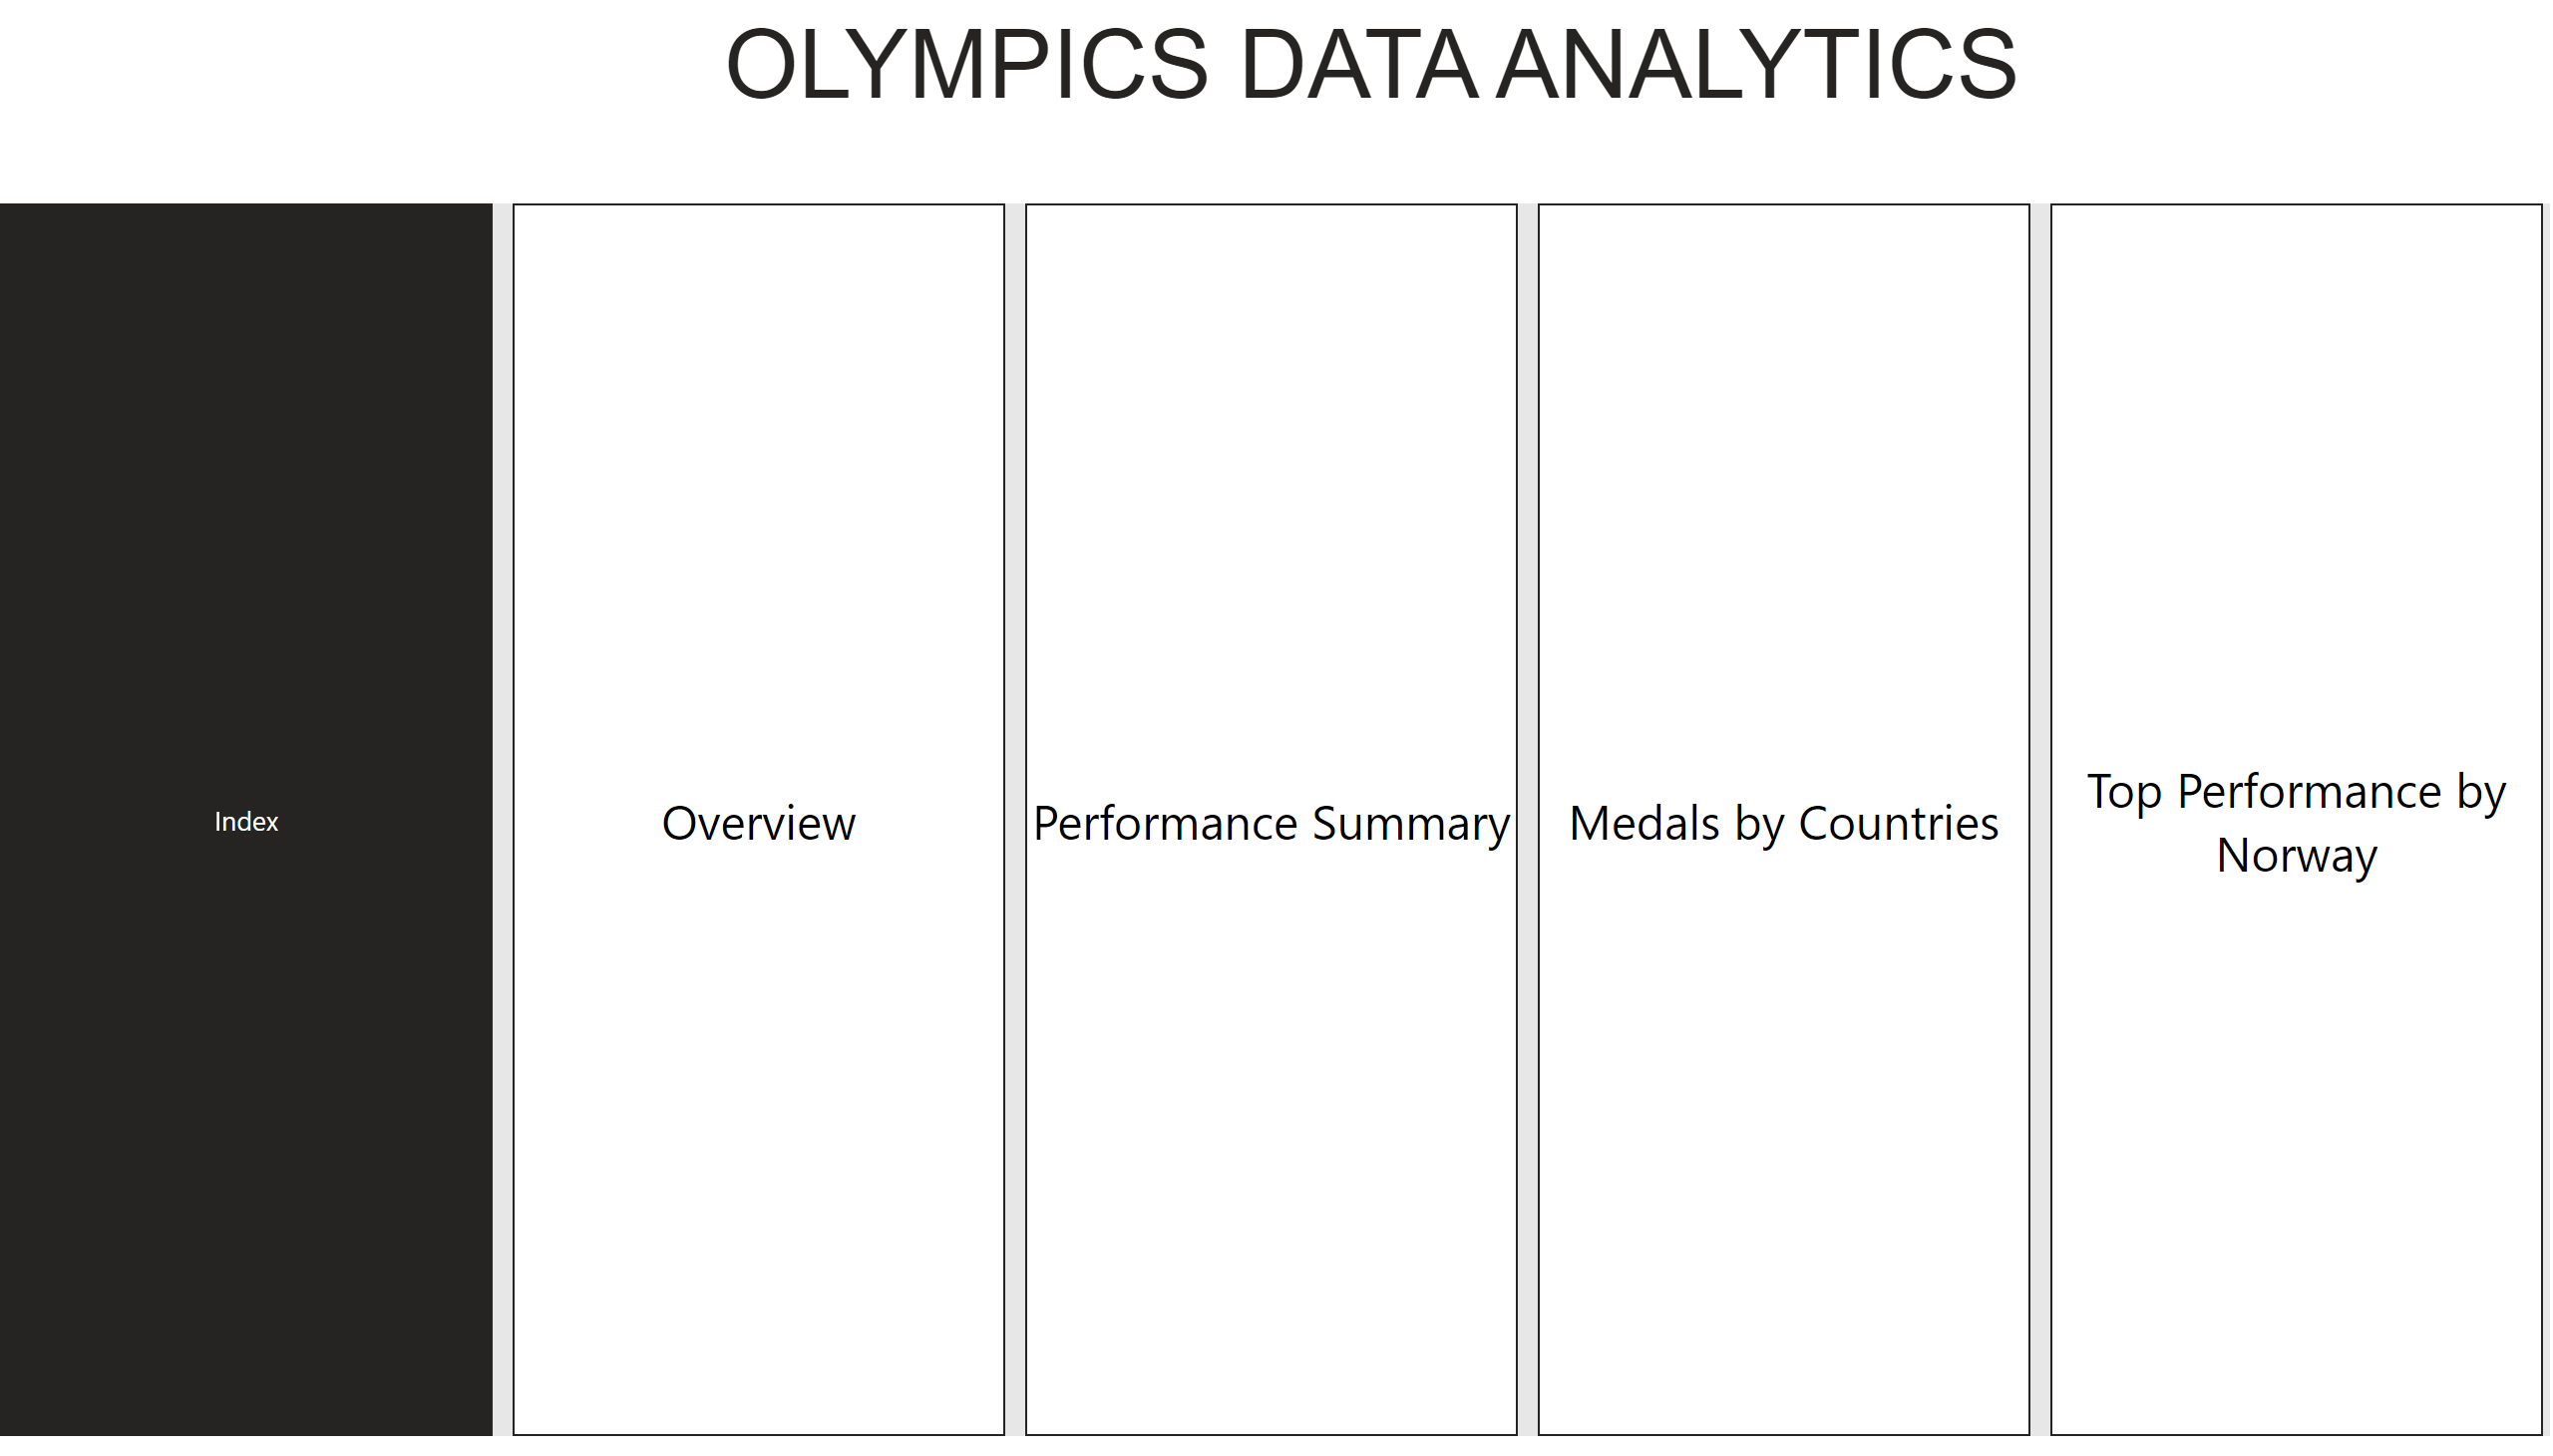 OLYMPICS DATA ANALYTICS
Index
Overview
Performance Summary
Medals by Countries
Top Performance by
Norway